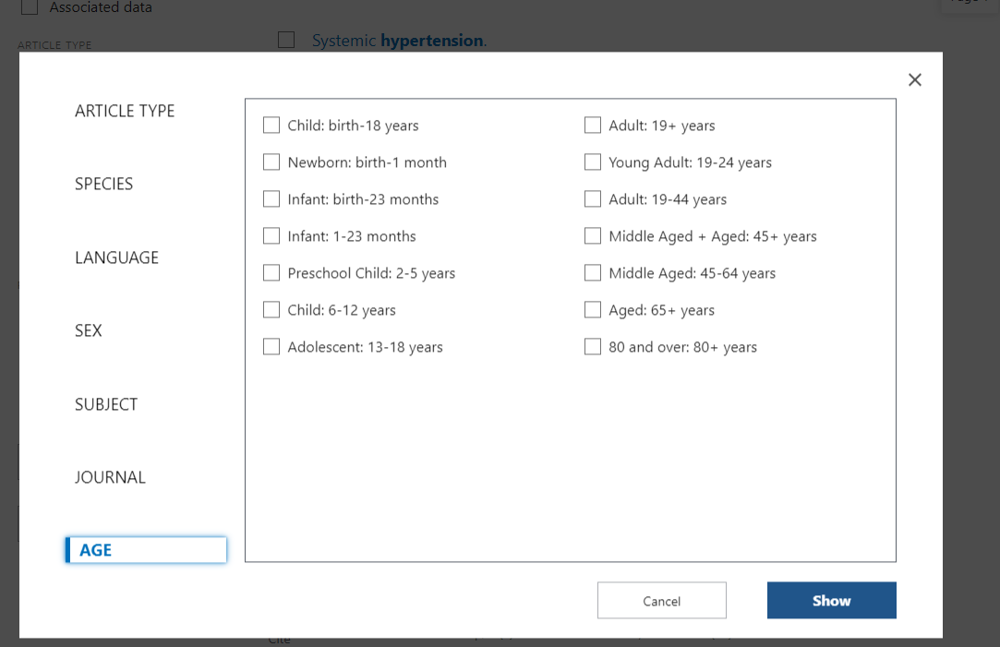 Associated data
ARTICLE TYPE
Systemic hypertension.
ARTICLE TYPE
SPECIES
LANGUAGE
SEX
SUBJECT
JOURNAL
AGE
Child: birth-18 years
Newborn: birth-1 month
Infant: birth-23 months
Infant: 1-23 months
Preschool Child: 2-5 years
Child: 6-12 years
Adolescent: 13-18 years
Adult: 19+ years
Young Adult: 19-24 years
Adult: 19-44 years
Middle Aged + Aged: 45+ years
Middle Aged: 45-64 years
Aged: 65+ years
80 and over: 80+ years
Cancel
Show
Cite